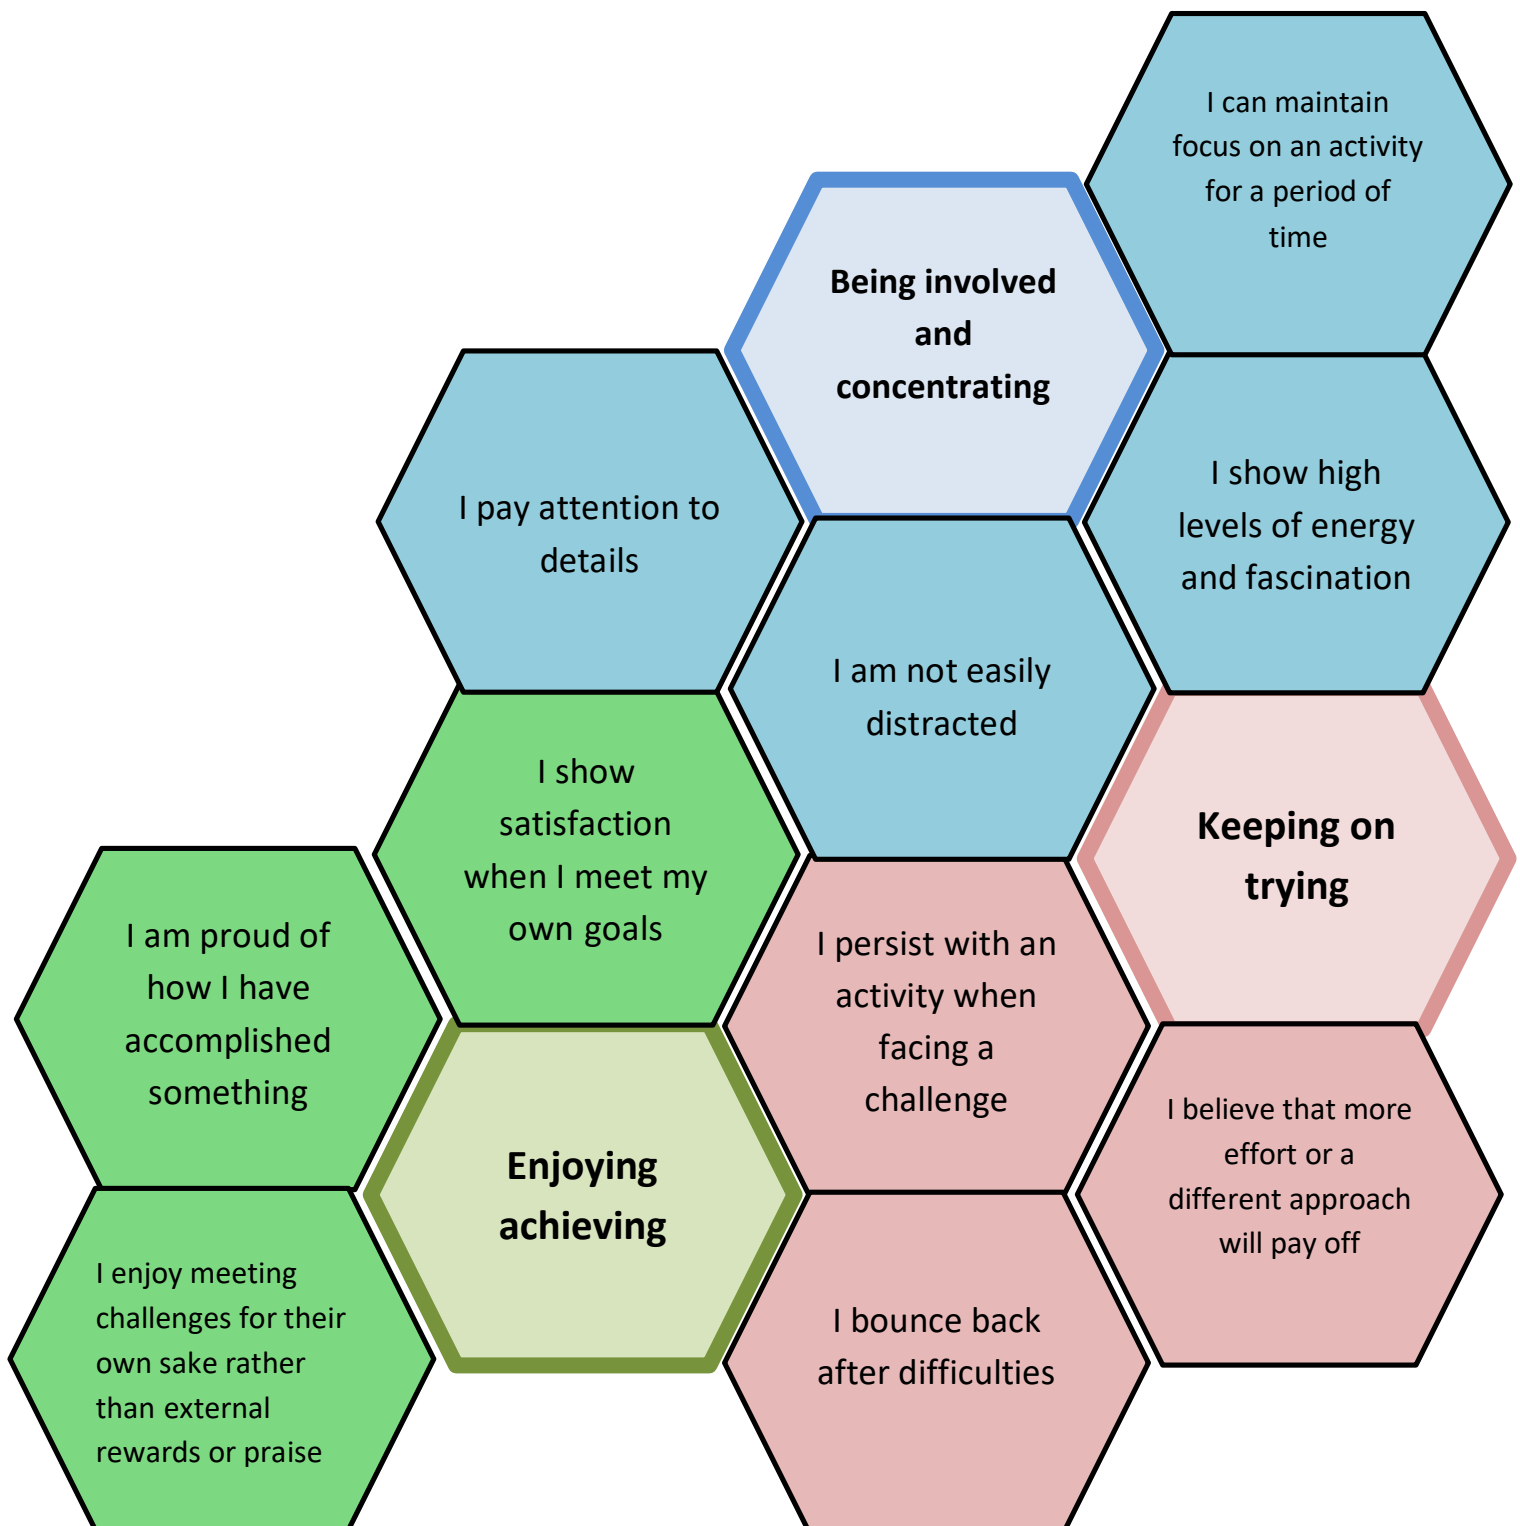 I can maintain
focus on an activity
for a period of
time
Being involved
and
concentrating
I pay attention to
details
I show high
levels of energy
and fascination
I am not easily
distracted
I show
satisfaction
when I meet my
own goals
Keeping on
trying
I am proud of
how I have
accomplished
something
I persist with an
activity when
facing a
challenge
Enjoying
achieving
I believe that more
effort or a
different approach
will pay off
I enjoy meeting
challenges for their
own sake rather
than external
rewards or praise
I bounce back
after difficulties